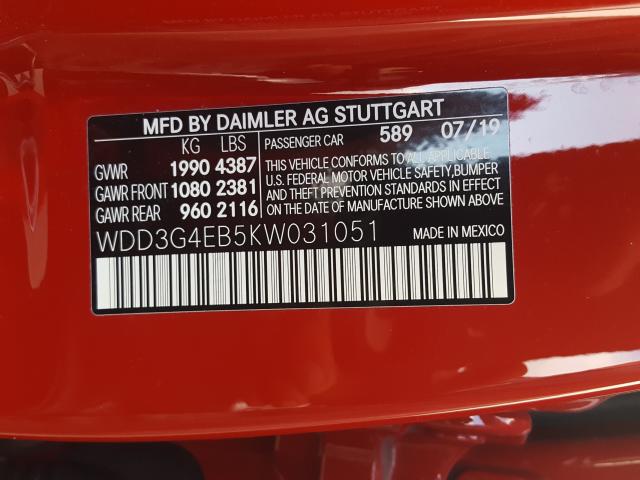 MFD BY DAIMLER AG STUTTGART
KG LBS PASSENGER CAR 589 07/19
GVWR 1990 4387 THIS VEHICLE CONFORMS TO ALL APPLICABLE
U.S. FEDERAL MOTOR VEHICLE SAFETY,BUMPER
GAWR FRONT 1080 2381 AND THEFT PREVENTION STANDARDS IN EFFECT
GAWR REAR 960 2116 ON THE DATE OF MANUFACTURE SHOWN ABOVE.
WDD3G4EB5KW031051 MADE IN MEXICO